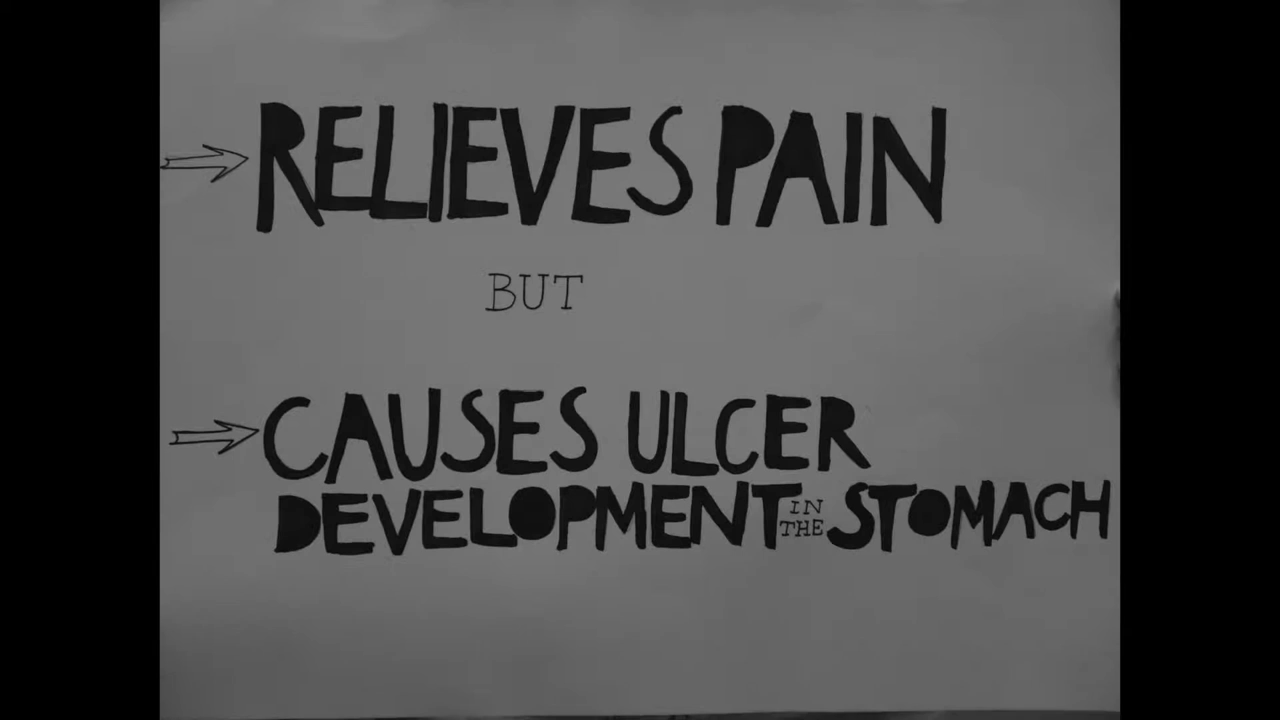 RELIEVES PAIN
BUT
CAUSES ULCER
DEVELOPMENT IN THE STOMACH